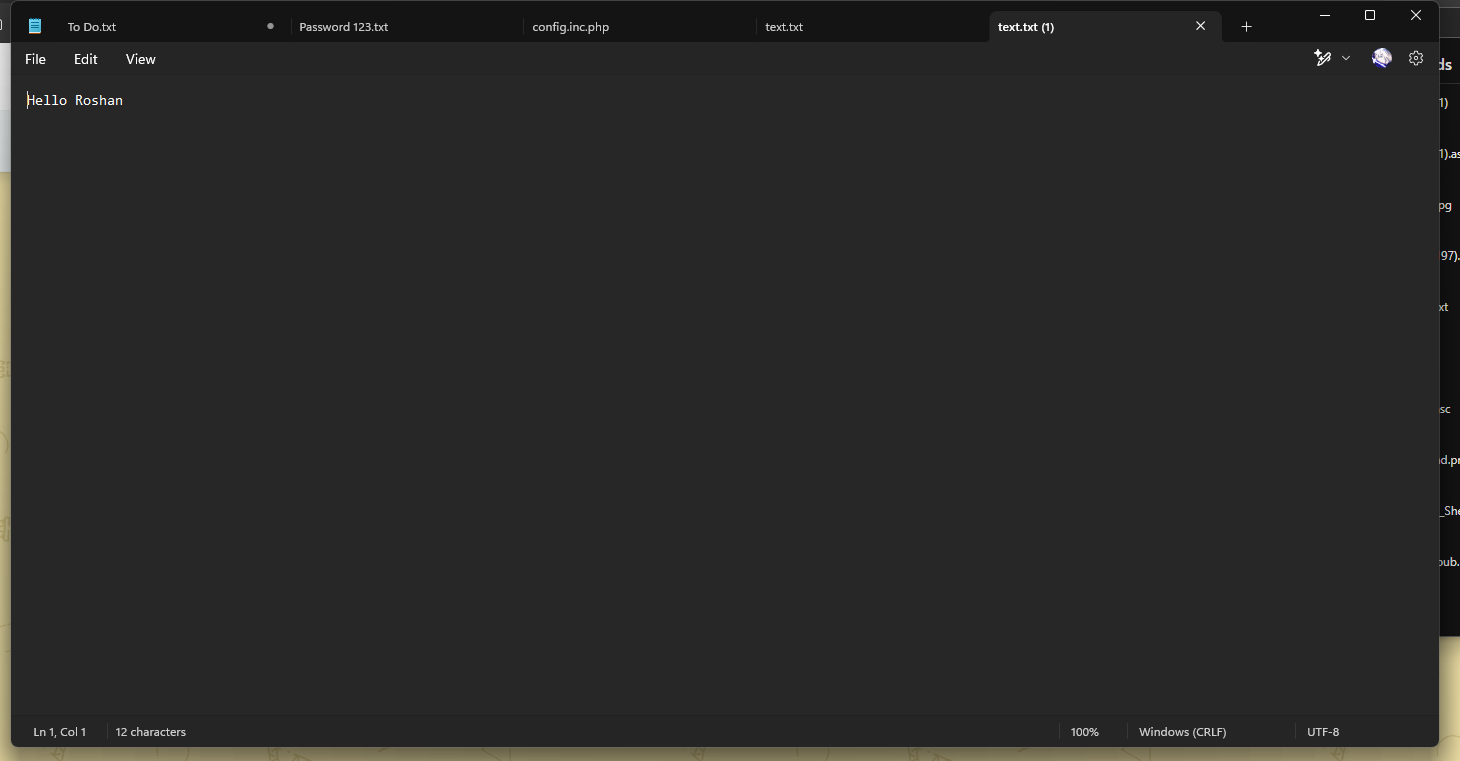 To Do.txt
Password 123.txt
config.inc.php
text.txt
text.txt (1)
File
Edit
View
Hello Roshan
ds
1)
1).as
pg
97).
xt
sc
d.pr
_She
pub.
Ln 1, Col 1
12 characters
100%
Windows (CRLF)
UTF-8